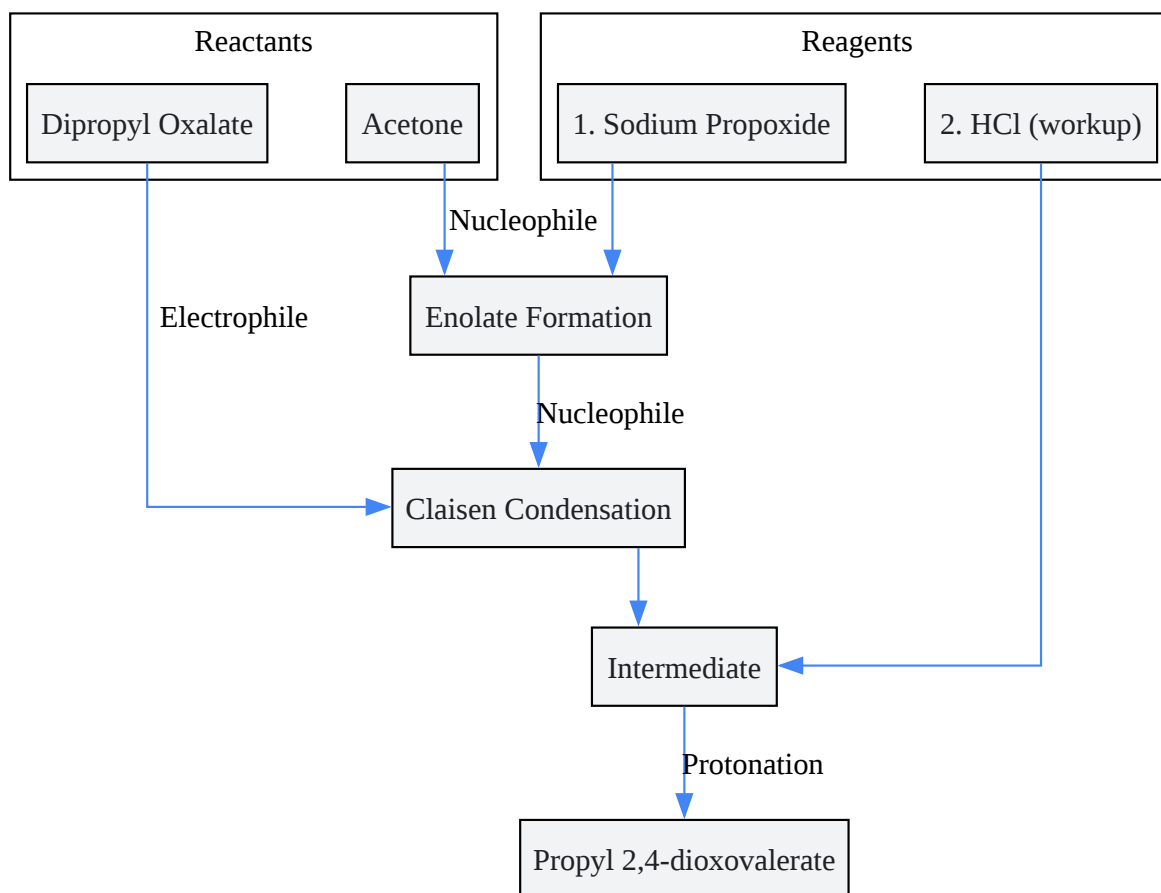 Reactants
Reagents
Dipropyl Oxalate
Acetone
1. Sodium Propoxide
2. HCl (workup)
Nucleophile
Electrophile
Enolate Formation
Nucleophile
Claisen Condensation
Intermediate
Protonation
Propyl 2,4-dioxovalerate